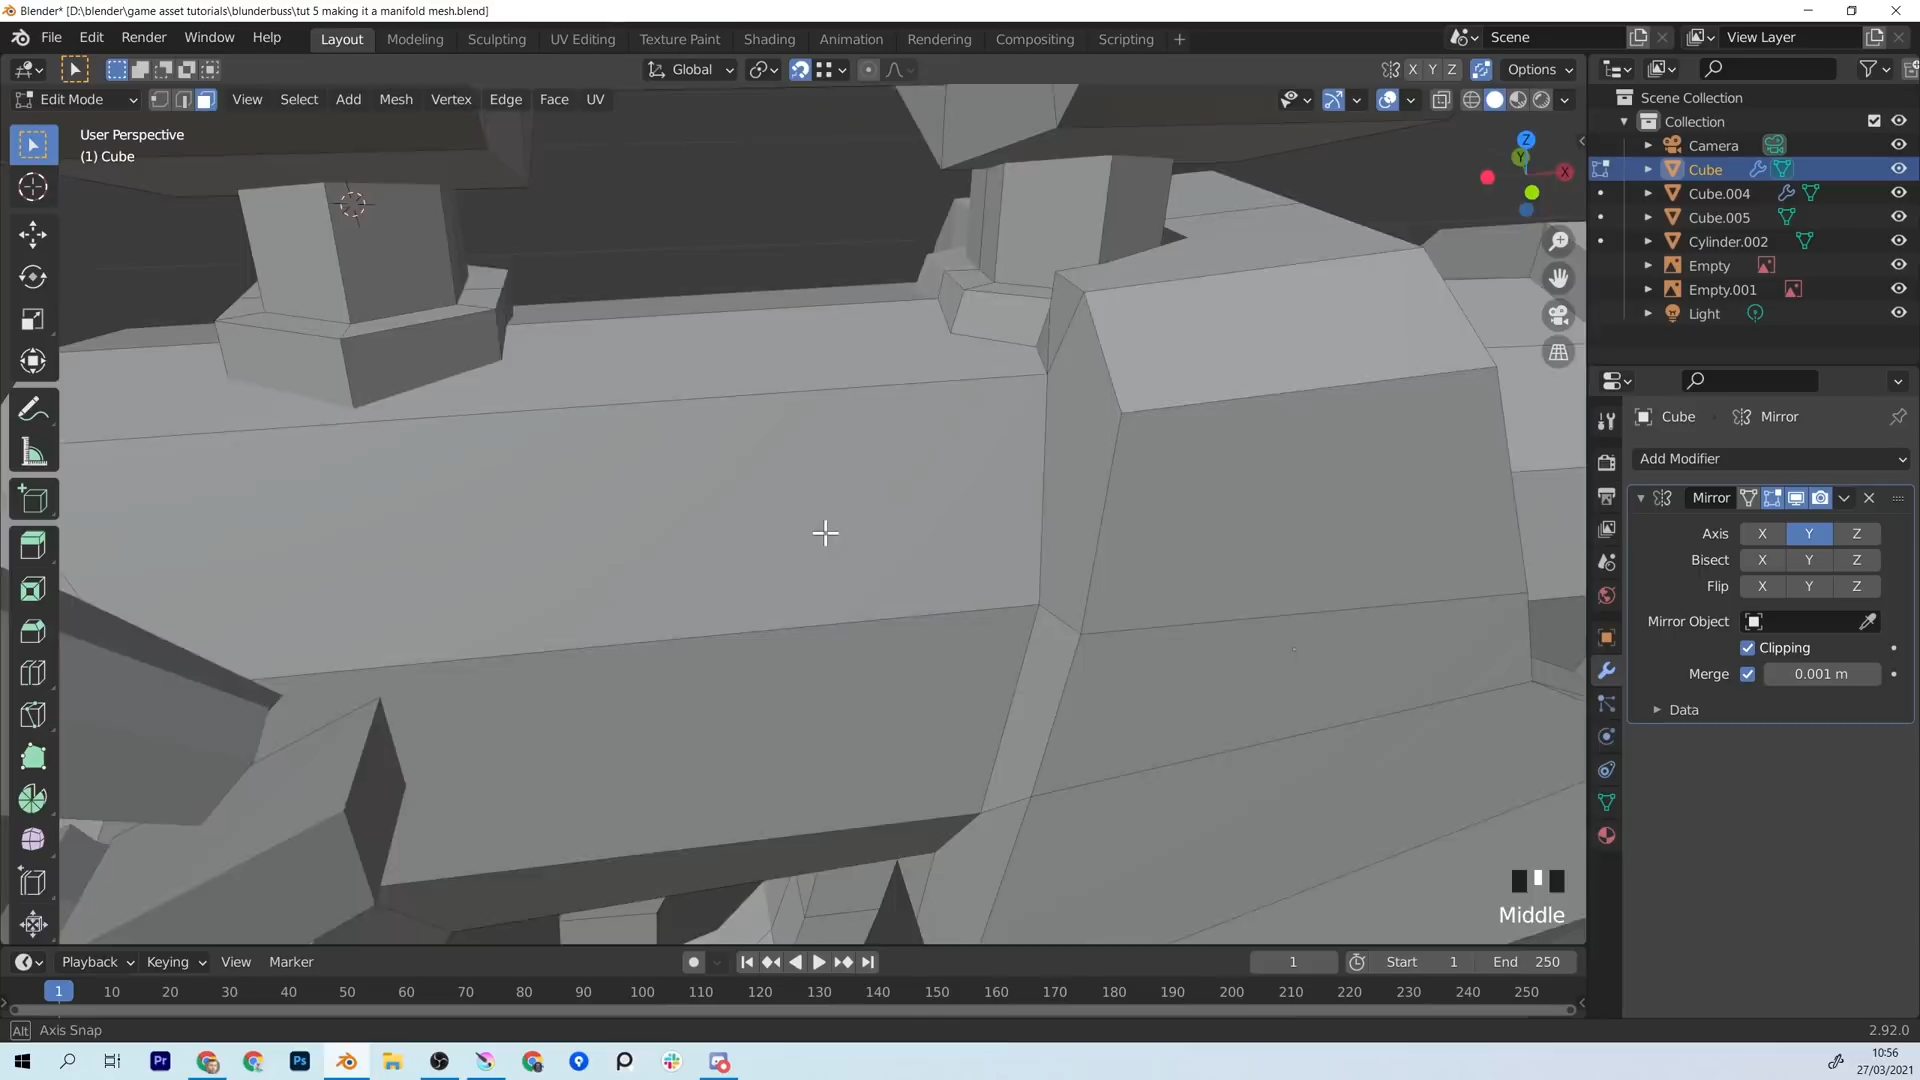 Blender* [D:\blender\game asset tutorials\blunderbuss\tut 5 making it a manifold mesh.blend]
File Edit Render Window Help Layout Modeling Sculpting UV Editing Texture Paint Shading Animation Rendering Compositing Scripting Scene View Layer
Global X Y Z Options
Edit Mode View Select Add Mesh Vertex Edge Face UV
User Perspective
(1) Cube
Z
Y
X
Scene Collection
Collection
Camera
Cube
Cube.004
Cube.005
Cylinder.002
Empty
Empty.001
Light
Cube Mirror
Add Modifier
Mirror
Axis X Y Z
Bisect X Y Z
Flip X Y Z
Mirror Object
Clipping
Merge 0.001 m
Data
Middle
Playback Keying View Marker 1 Start 1 End 250
1 10 20 30 40 50 60 70 80 90 100 110 120 130 140 150 160 170 180 190 200 210 220 230 240 250
Alt Axis Snap 2.92.0
Pr Ps
10:56
27/03/2021